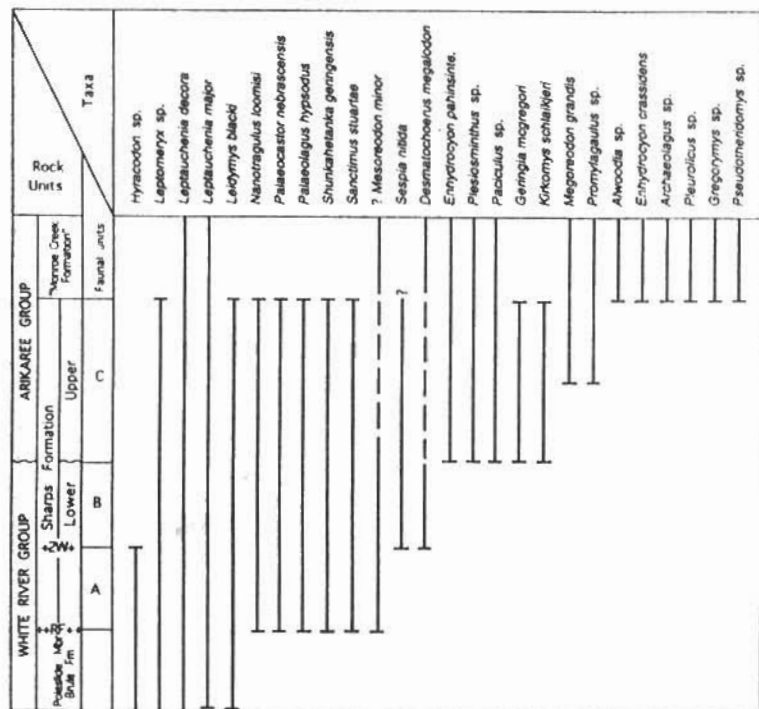 Taxa
Rock
Units
Hyracodon sp.
Leptomeryx sp.
Leptauchenia decora
Leptauchenia major
Leidymys blacki
Nanotragulus loomisi
Palaeocastor nebrascensis
Palaeolagus hypsodus
Shunkahetanka geringensis
Sanctimus stuartae
? Mesoreodon minor
Sespia nitida
Desmatochoerus megalodon
Enhydrocyon pahinsinte.
Plesiosminthus sp.
Paciculus sp.
Geringia mcgregori
Kirkomys schlaikjeri
Megoreodon grandis
Promylagaulus sp.
Alwoodia sp.
Enhydrocyon crassidens
Archaeolagus sp.
Pleurolicus sp.
Gregorymys sp.
Pseudotheridomys sp.
ARIKAREE GROUP
WHITE RIVER GROUP
"Monroe Creek
Formation"
Sharps Formation
Upper
Lower
Faunal units
C
B
A
?
Brule Fm